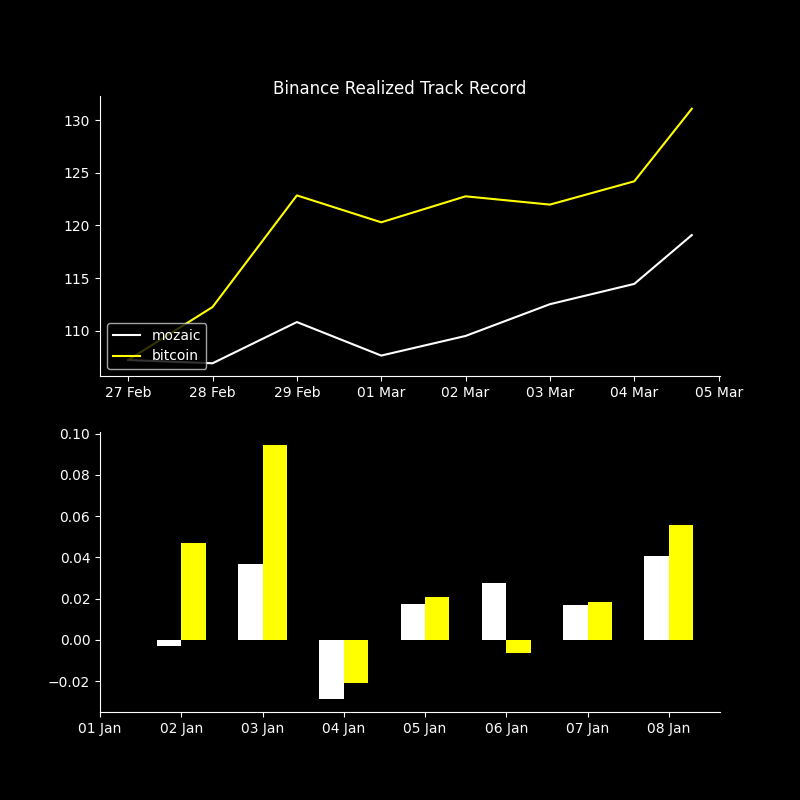 Binance Realized Track Record
130
125
120
115
110
mozaic
bitcoin
27 Feb 28 Feb 29 Feb 01 Mar 02 Mar 03 Mar 04 Mar 05 Mar
0.10
0.08
0.06
0.04
0.02
0.00
−0.02
01 Jan 02 Jan 03 Jan 04 Jan 05 Jan 06 Jan 07 Jan 08 Jan